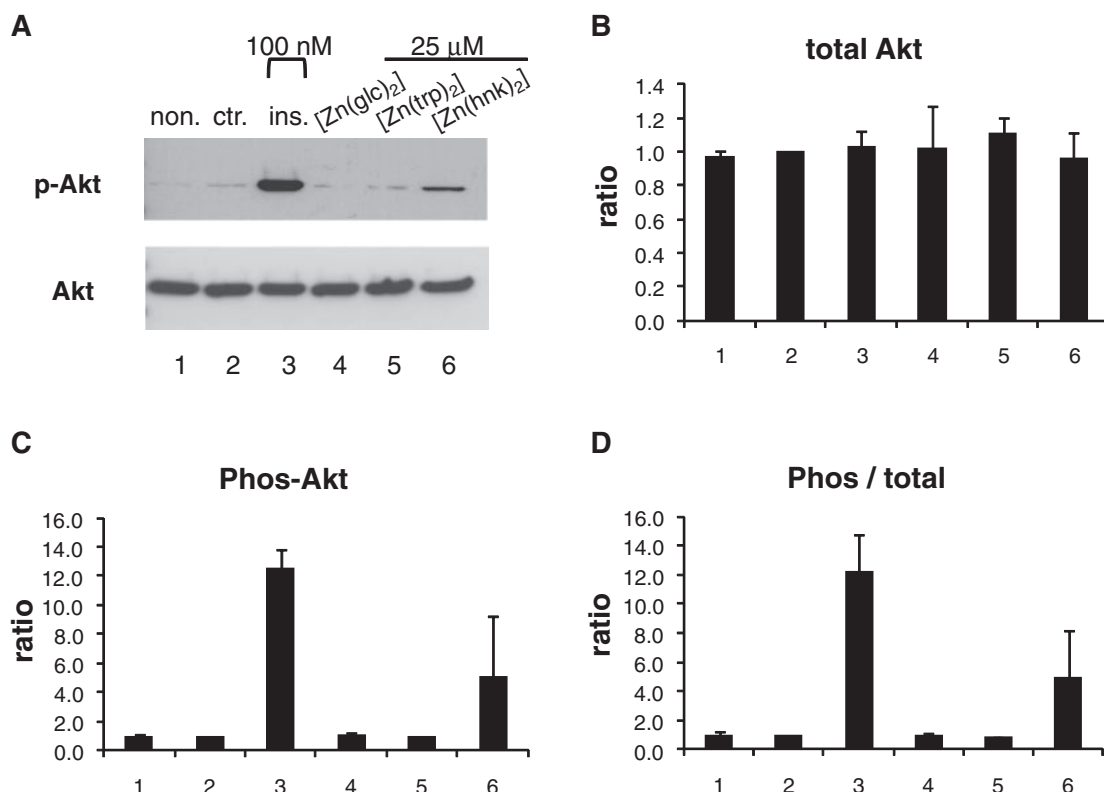 A
100 nM
25 μM
non. ctr. ins. [Zn(glc)2] [Zn(trp)2] [Zn(hnk)2]
p-Akt
Akt
1 2 3 4 5 6
B
total Akt
ratio
1.4
1.2
1.0
0.8
0.6
0.4
0.2
0.0
1 2 3 4 5 6
C
Phos-Akt
ratio
16.0
14.0
12.0
10.0
8.0
6.0
4.0
2.0
0.0
1 2 3 4 5 6
D
Phos / total
ratio
16.0
14.0
12.0
10.0
8.0
6.0
4.0
2.0
0.0
1 2 3 4 5 6